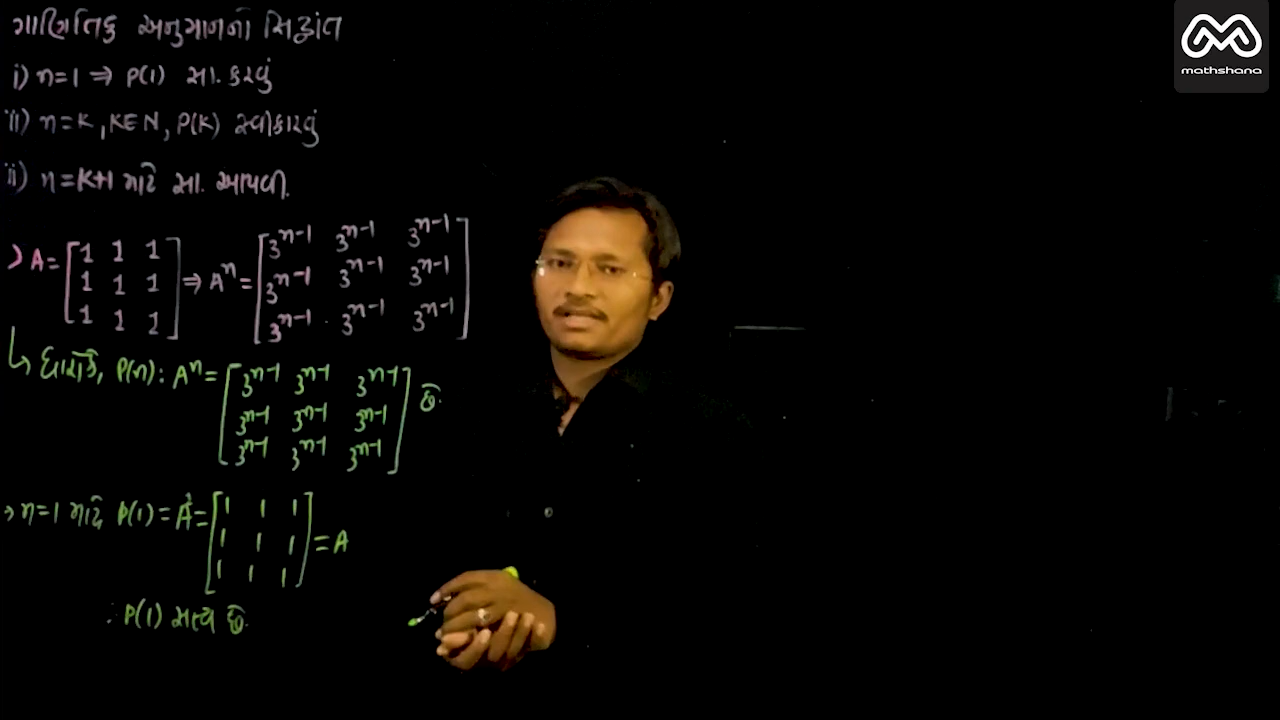 ગાણિતિક અનુમાનનો સિદ્ધાંત
i) n=1 ⇒ P(1) સા. કરવું
ii) n=K, K∈N, P(K) સ્વીકારવું
ii) n=K+1 માટે સા. આપવી.
) A = [1 1 1; 1 1 1; 1 1 1] ⇒ Aⁿ = [3ⁿ⁻¹ 3ⁿ⁻¹ 3ⁿ⁻¹; 3ⁿ⁻¹ 3ⁿ⁻¹ 3ⁿ⁻¹; 3ⁿ⁻¹ 3ⁿ⁻¹ 3ⁿ⁻¹]
↳ ધારોકે, P(n): Aⁿ = [3ⁿ⁻¹ 3ⁿ⁻¹ 3ⁿ⁻¹; 3ⁿ⁻¹ 3ⁿ⁻¹ 3ⁿ⁻¹; 3ⁿ⁻¹ 3ⁿ⁻¹ 3ⁿ⁻¹] છે.
→ n=1 માટે P(1) = A¹ = [1 1 1; 1 1 1; 1 1 1] = A
∴ P(1) સત્ય છે.
mathshana